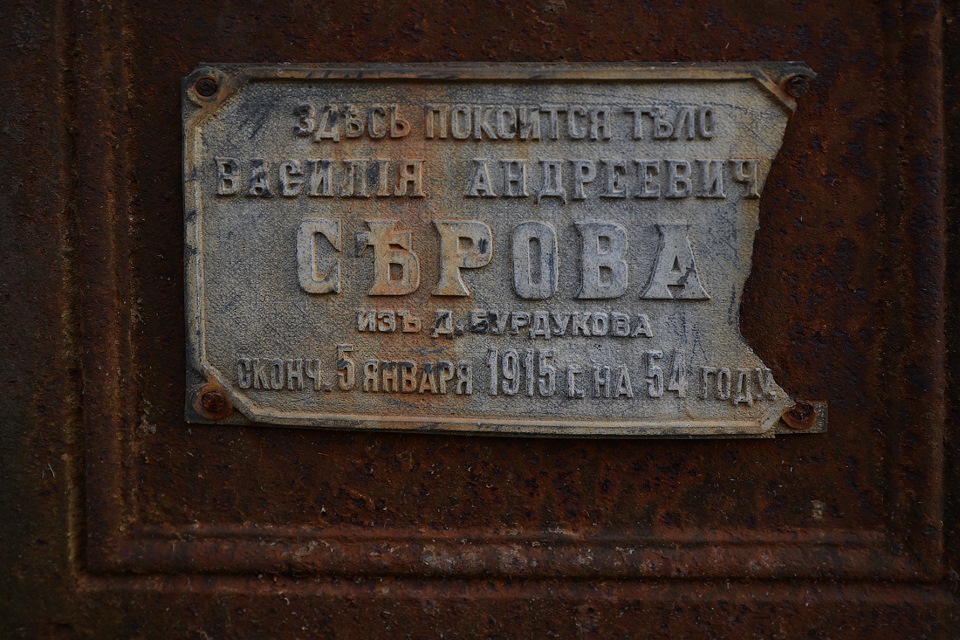 ЗДѢСЬ ПОКОИТСЯ ТѢЛО
ВАСИЛІЯ АНДРЕЕВИЧ
СѢРОВА
ИЗЪ Д. БУРДУКОВА
СКОНЧ. 5 ЯНВАРЯ 1915 Г. НА 54 ГОДУ